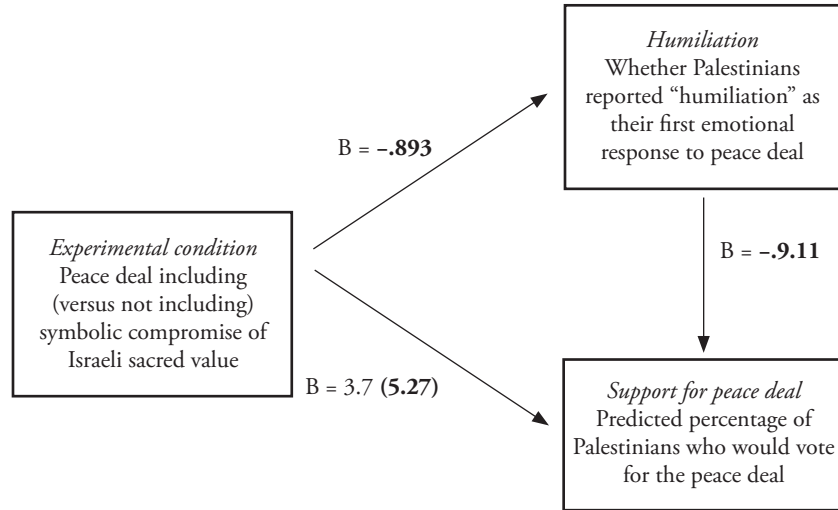 Humiliation
Whether Palestinians
reported “humiliation” as
their first emotional
response to peace deal
B = –.893
Experimental condition
Peace deal including
(versus not including)
symbolic compromise of
Israeli sacred value
B = –.9.11
B = 3.7 (5.27)
Support for peace deal
Predicted percentage of
Palestinians who would vote
for the peace deal